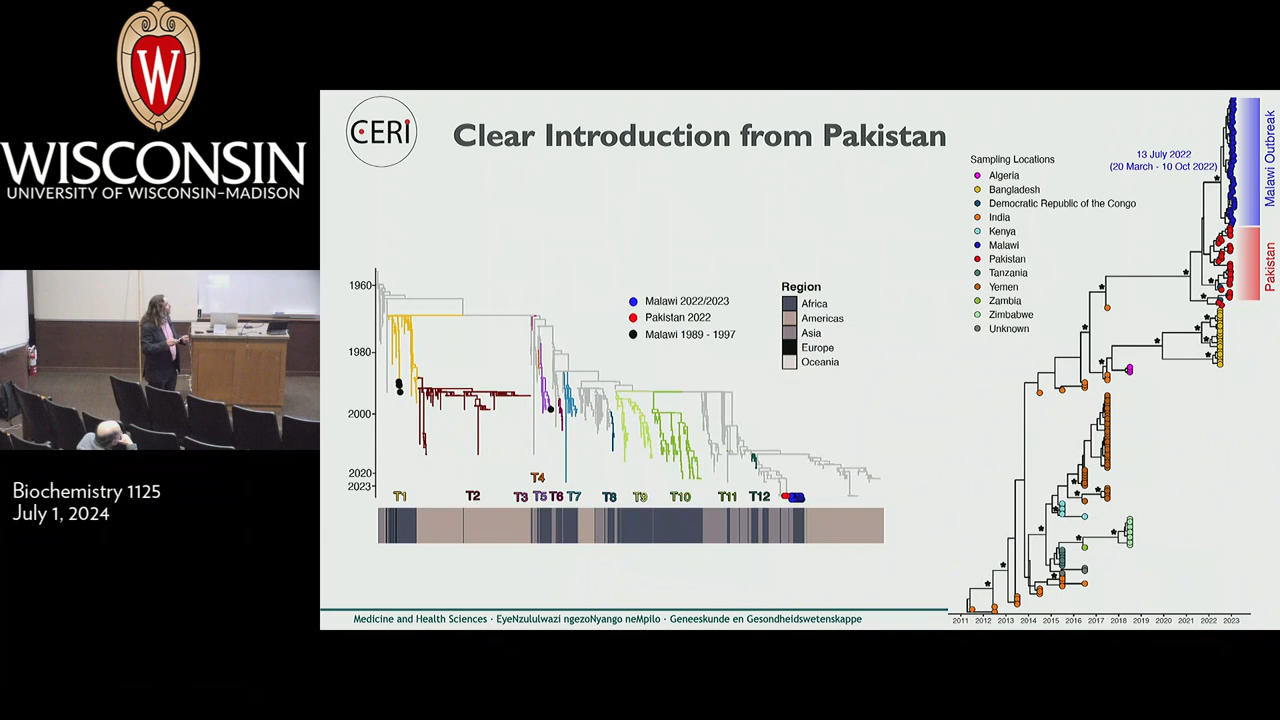 W
WISCONSIN
UNIVERSITY OF WISCONSIN-MADISON
Biochemistry 1125
July 1, 2024
CERI
Clear Introduction from Pakistan
1960
1980
2000
2020
2023
Malawi 2022/2023
Pakistan 2022
Malawi 1989 - 1997
Region
Africa
Americas
Asia
Europe
Oceania
T1
T2
T3
T4
T5
T6
T7
T8
T9
T10
T11
T12
Sampling Locations
Algeria
Bangladesh
Democratic Republic of the Congo
India
Kenya
Malawi
Pakistan
Tanzania
Yemen
Zambia
Zimbabwe
Unknown
13 July 2022
(20 March - 10 Oct 2022)
Malawi Outbreak
Pakistan
2011 2012 2013 2014 2015 2016 2017 2018 2019 2020 2021 2022 2023
Medicine and Health Sciences · EyeNzululwazi ngezoNyango neMpilo · Geneeskunde en Gesondheidswetenskappe